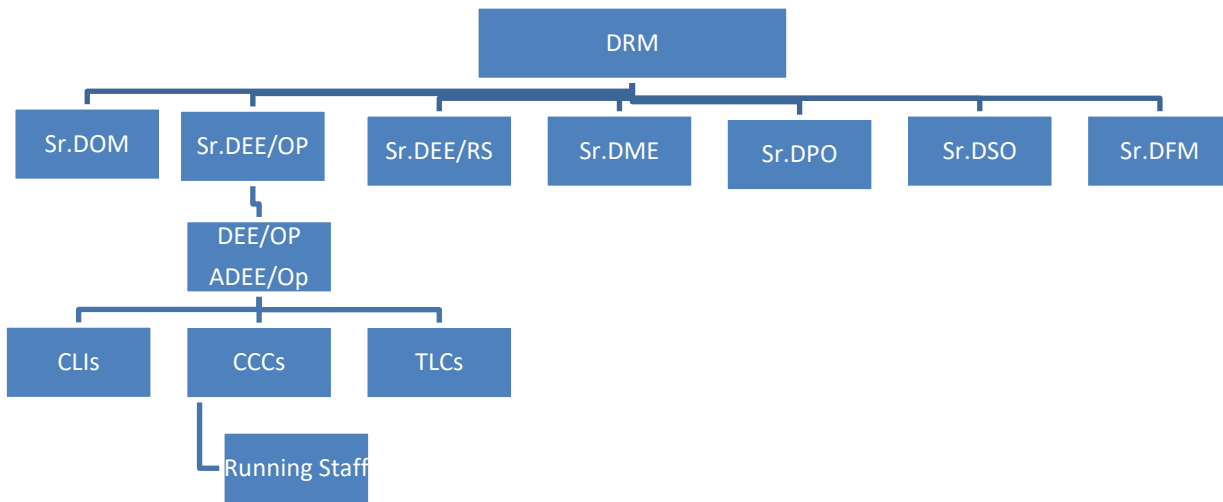 DRM
Sr.DOM
Sr.DEE/OP
Sr.DEE/RS
Sr.DME
Sr.DPO
Sr.DSO
Sr.DFM
DEE/OP
ADEE/Op
CLIs
CCCs
TLCs
Running Staff